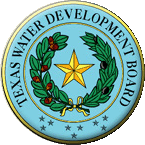 TEXAS WATER DEVELOPMENT BOARD